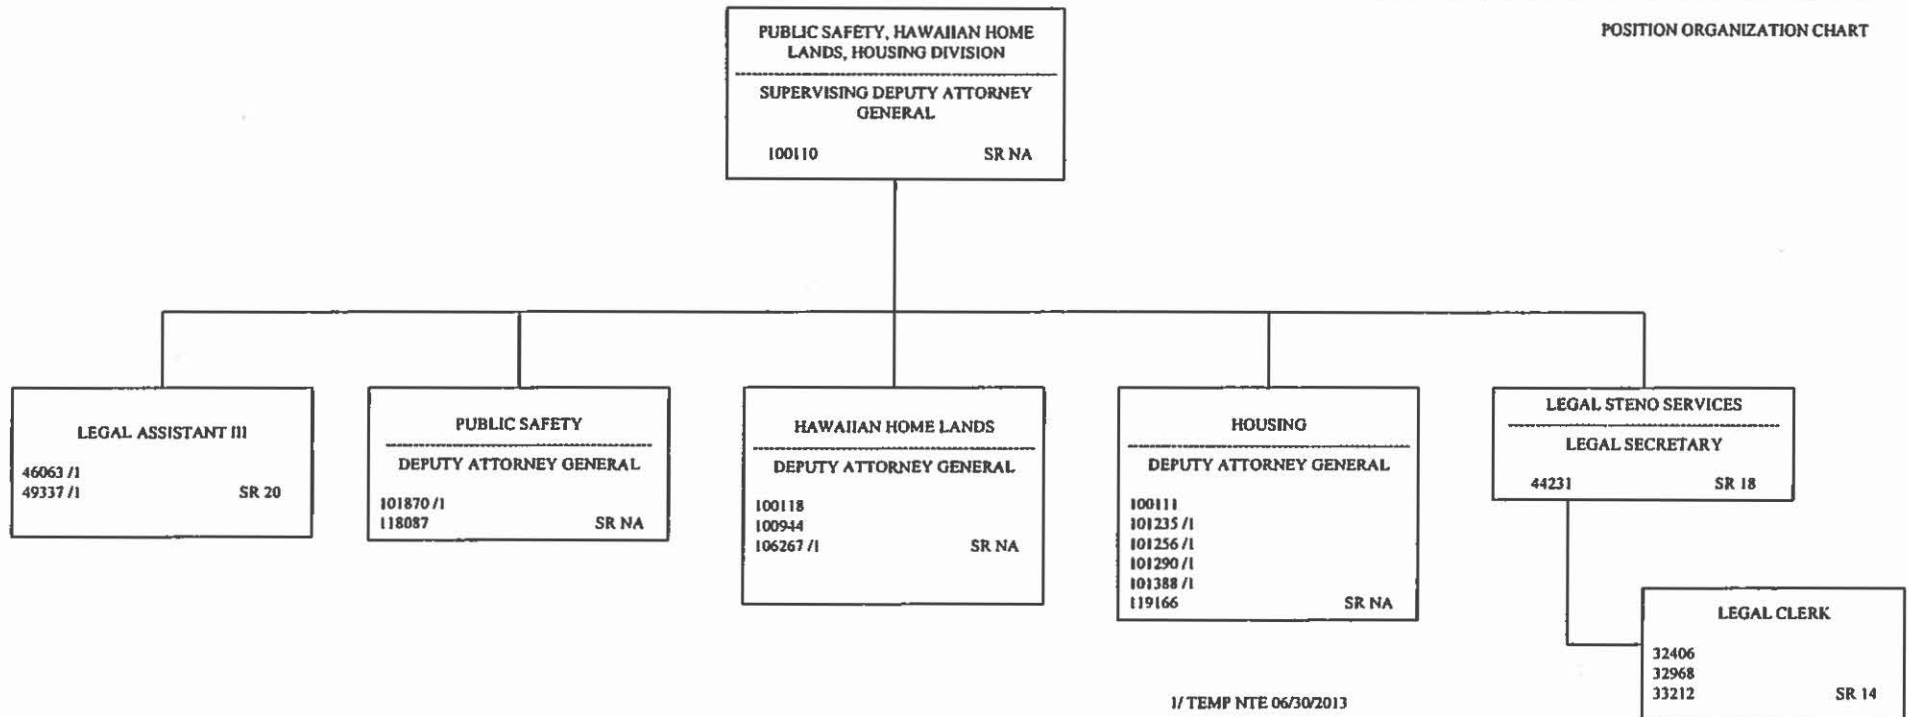 POSITION ORGANIZATION CHART
PUBLIC SAFETY, HAWAIIAN HOME
LANDS, HOUSING DIVISION
SUPERVISING DEPUTY ATTORNEY
GENERAL
100110 SR NA
LEGAL ASSISTANT III
46063 /1
49337 /1 SR 20
PUBLIC SAFETY
DEPUTY ATTORNEY GENERAL
101870 /1
118087 SR NA
HAWAIIAN HOME LANDS
DEPUTY ATTORNEY GENERAL
100118
100944
106267 /1 SR NA
HOUSING
DEPUTY ATTORNEY GENERAL
100111
101235 /1
101256 /1
101290 /1
101388 /1
119166 SR NA
LEGAL STENO SERVICES
LEGAL SECRETARY
44231 SR 18
LEGAL CLERK
32406
32968
33212 SR 14
1/ TEMP NTE 06/30/2013